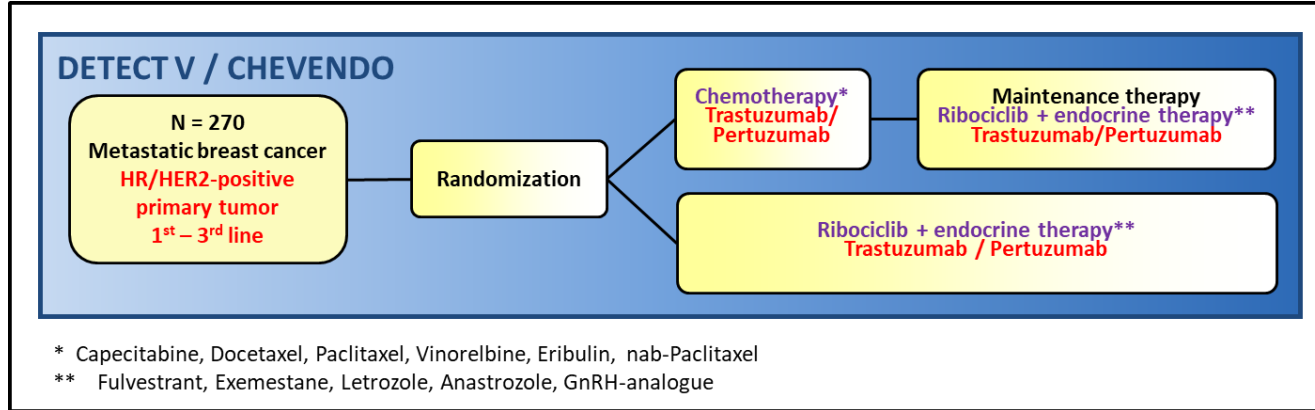 DETECT V / CHEVENDO
N = 270
Metastatic breast cancer
HR/HER2-positive
primary tumor
1st – 3rd line
Randomization
Chemotherapy*
Trastuzumab/
Pertuzumab
Maintenance therapy
Ribociclib + endocrine therapy**
Trastuzumab/Pertuzumab
Ribociclib + endocrine therapy**
Trastuzumab / Pertuzumab
* Capecitabine, Docetaxel, Paclitaxel, Vinorelbine, Eribulin, nab-Paclitaxel
** Fulvestrant, Exemestane, Letrozole, Anastrozole, GnRH-analogue